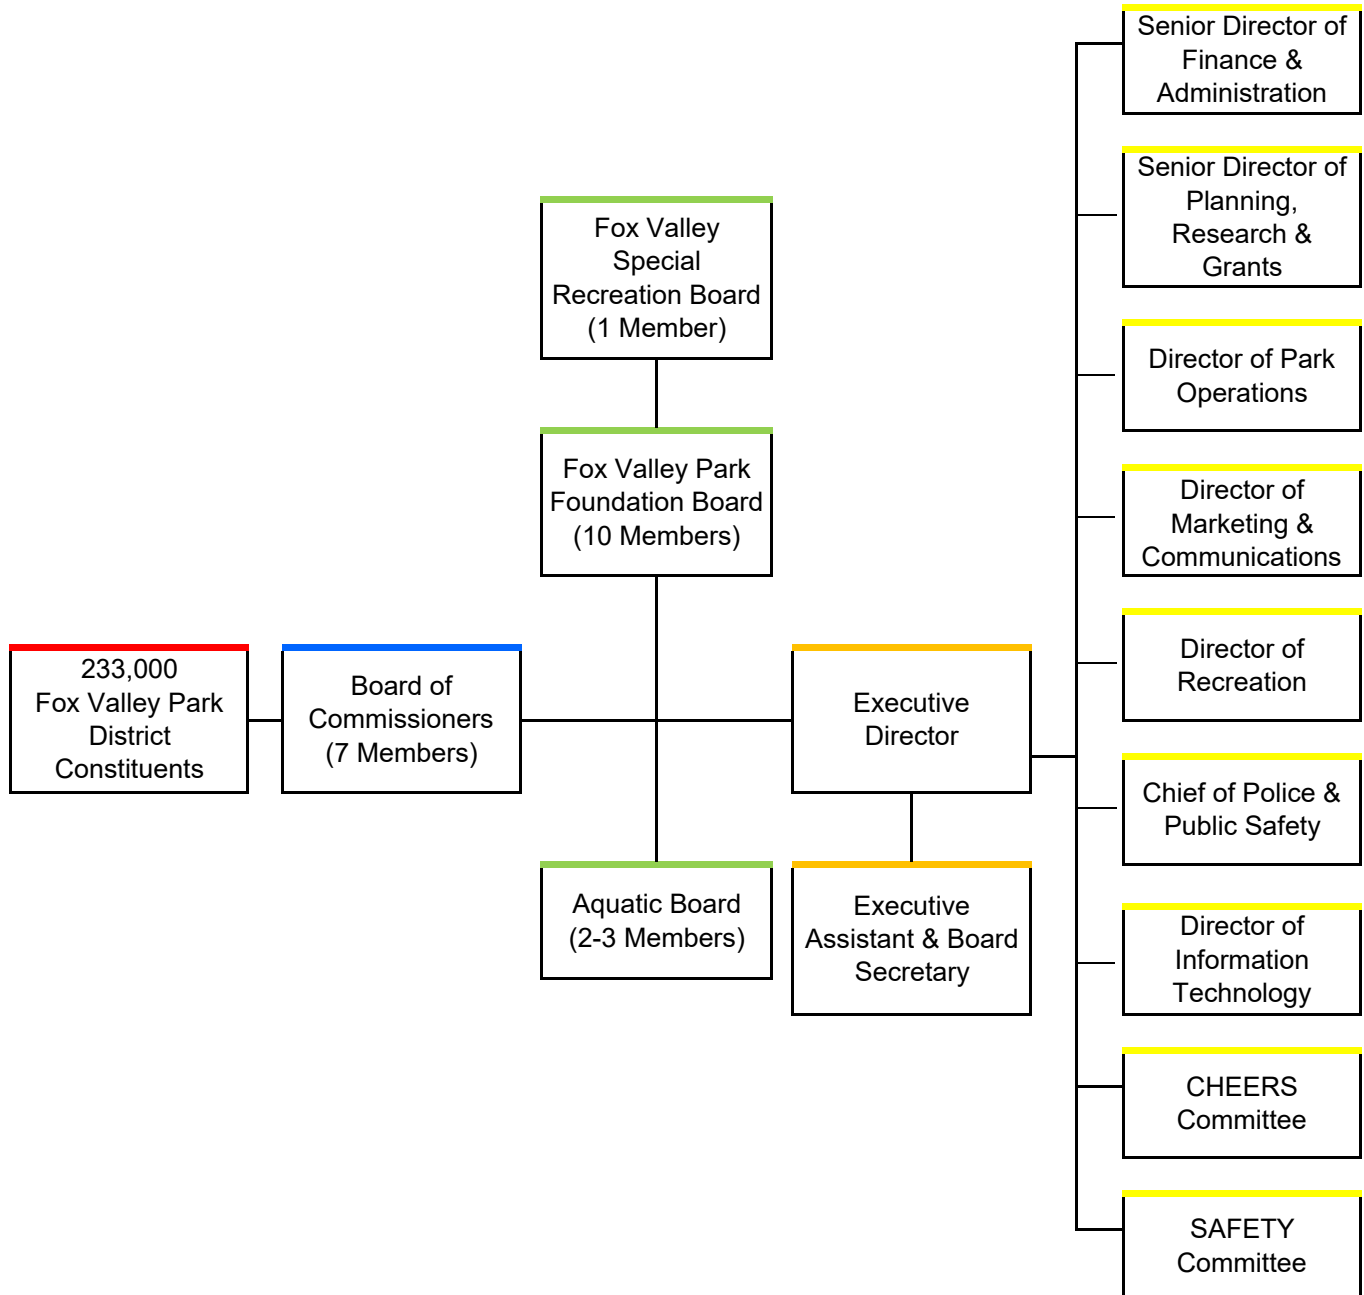 Senior Director of
Finance &
Administration
Senior Director of
Planning,
Research &
Grants
Fox Valley
Special
Recreation Board
(1 Member)
Director of Park
Operations
Fox Valley Park
Foundation Board
(10 Members)
Director of
Marketing &
Communications
233,000
Fox Valley Park
District
Constituents
Board of
Commissioners
(7 Members)
Executive
Director
Director of
Recreation
Chief of Police &
Public Safety
Aquatic Board
(2-3 Members)
Executive
Assistant & Board
Secretary
Director of
Information
Technology
CHEERS
Committee
SAFETY
Committee